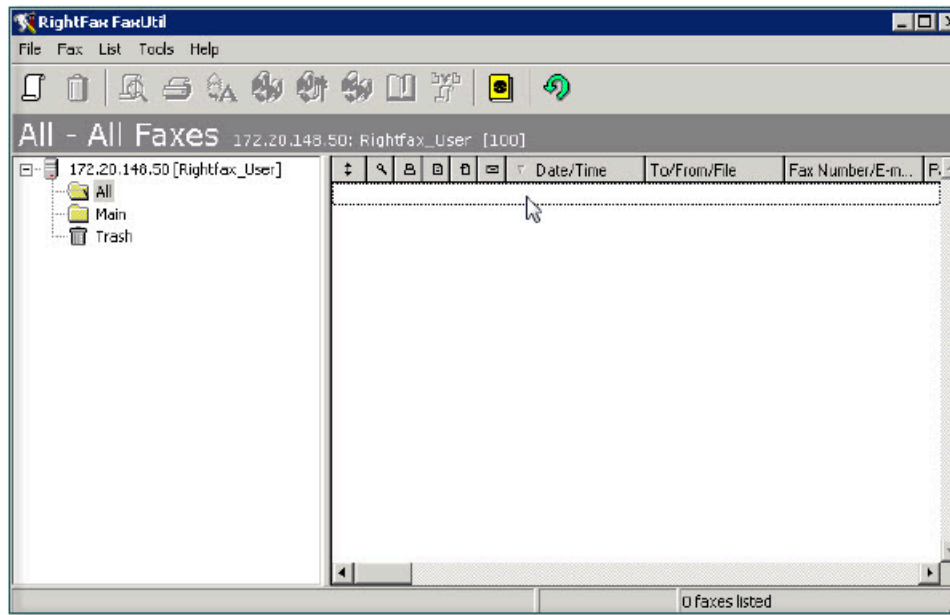 RightFax FaxUtil
File Fax List Tools Help
All - All Faxes 172.20.148.50: Rightfax_User [100]
172.20.148.50 [Rightfax_User]
All
Main
Trash
Date/Time To/From/File Fax Number/E-m...
0 faxes listed